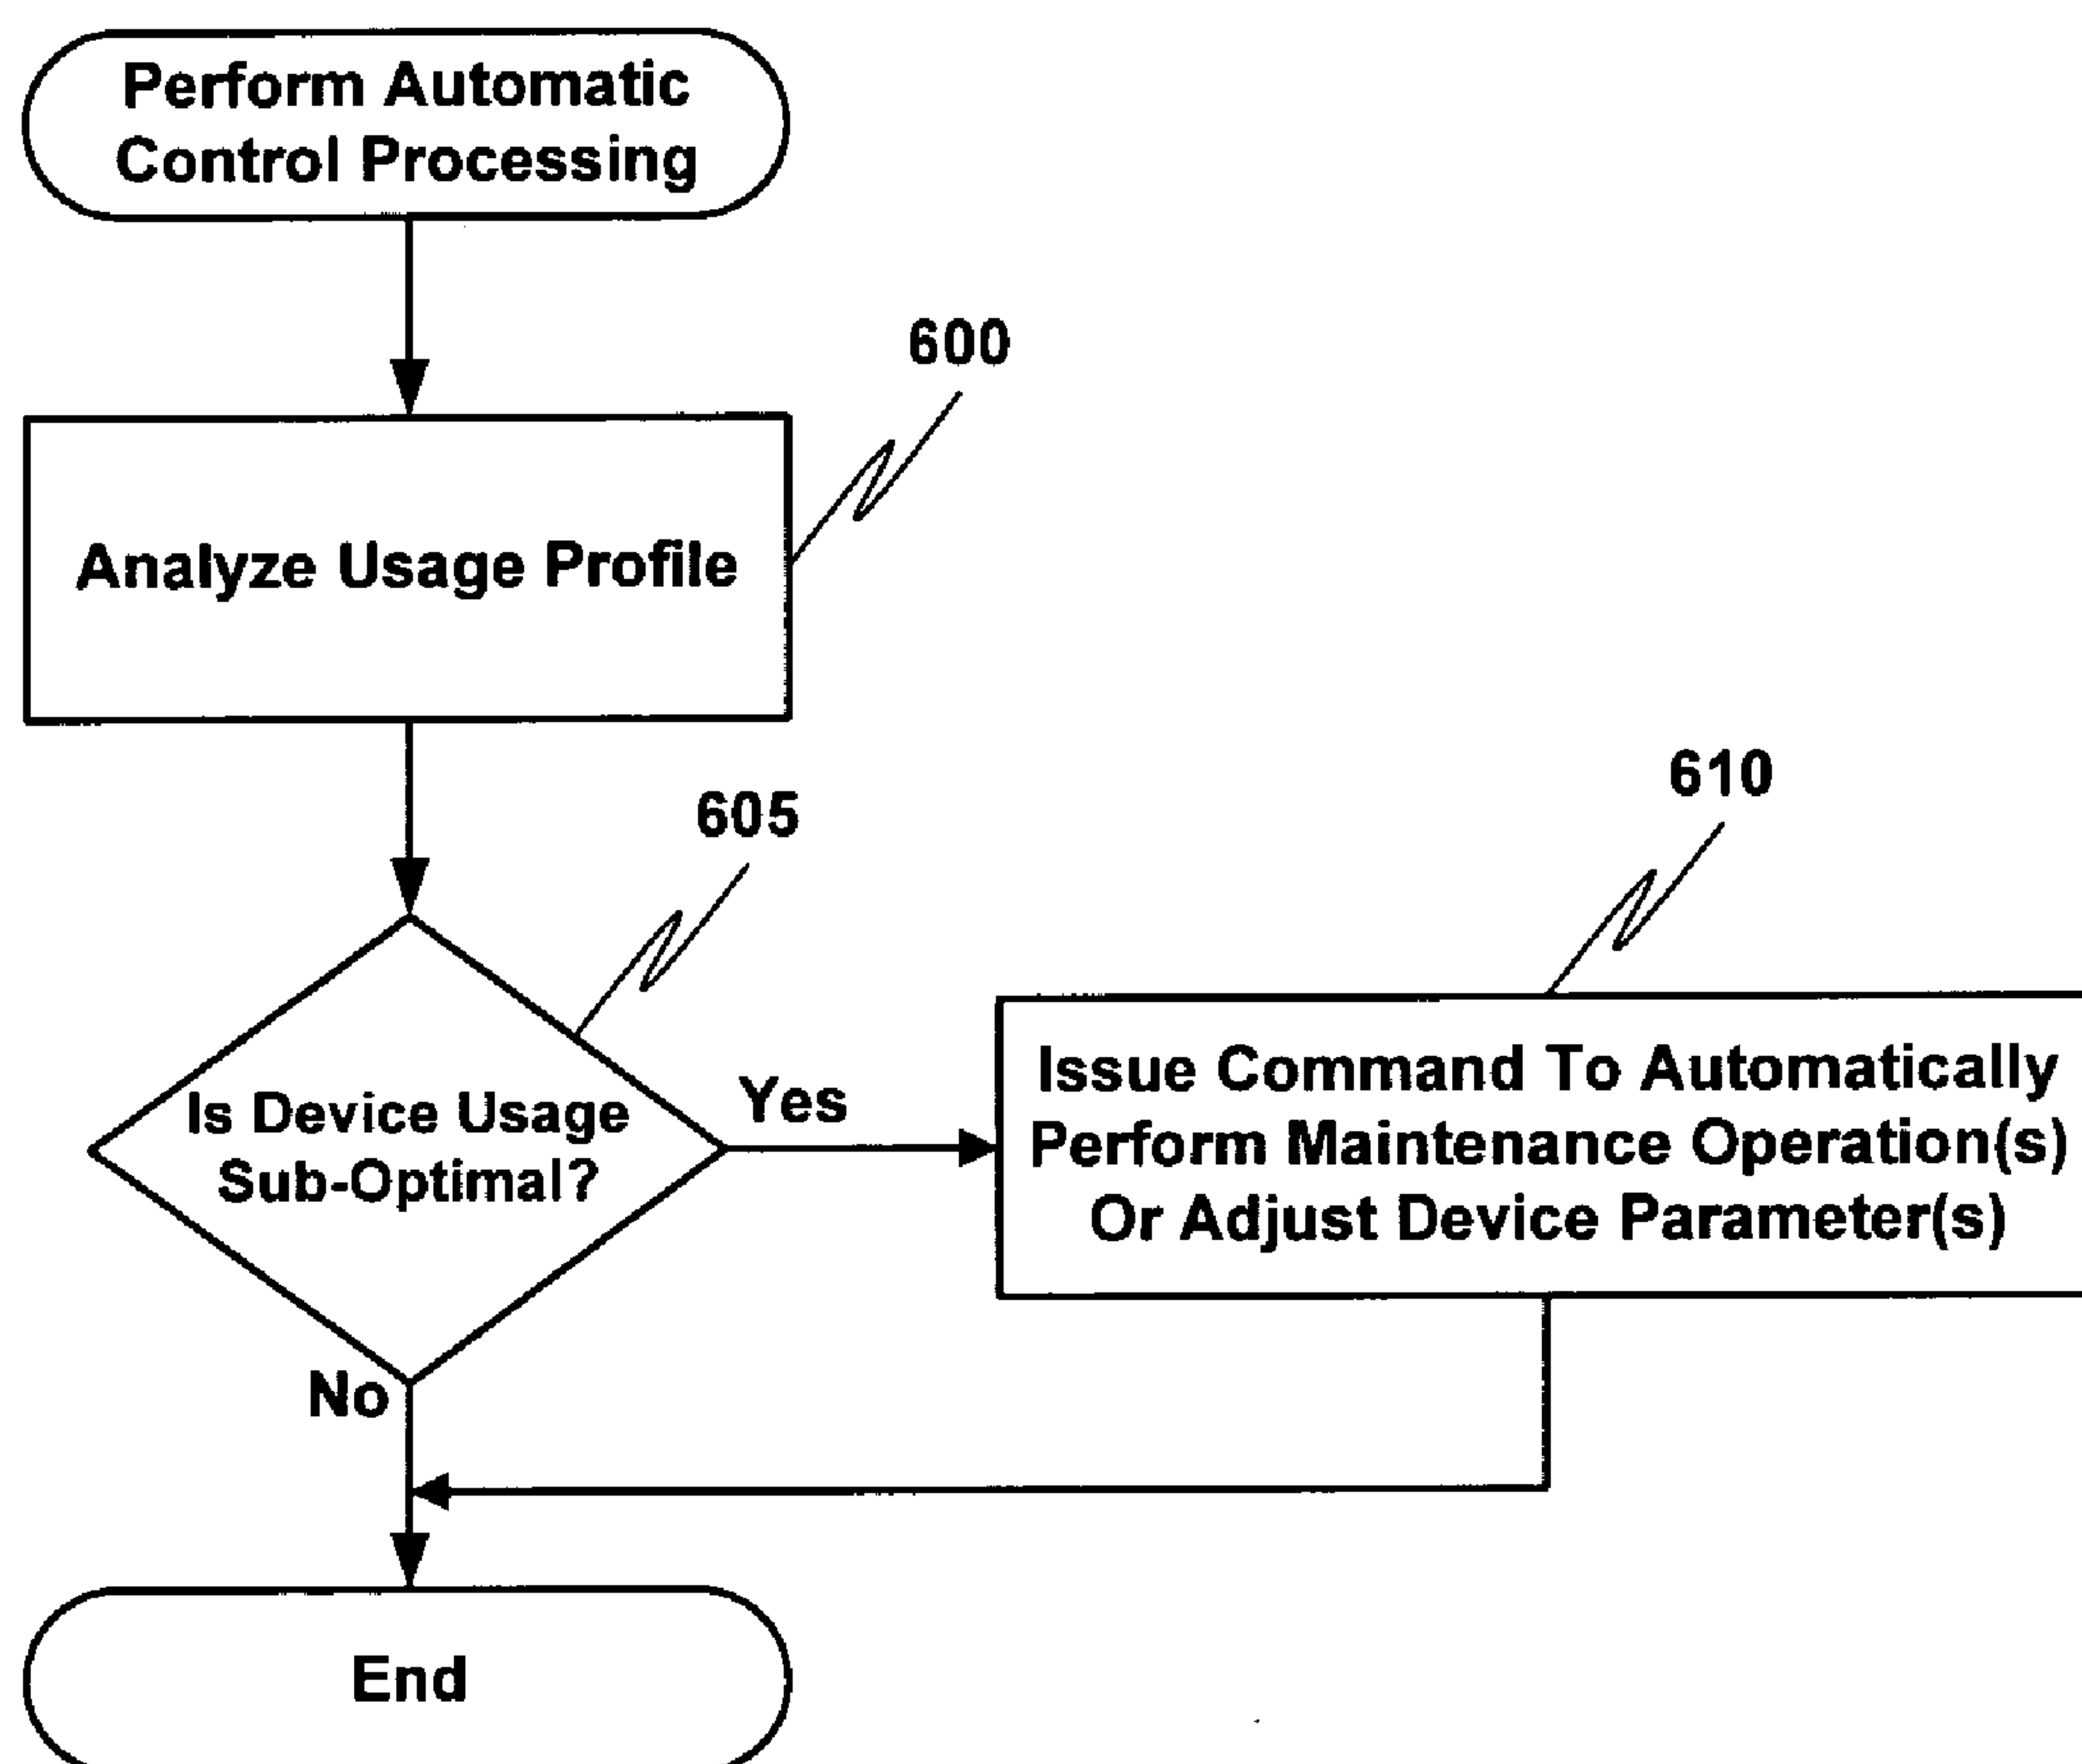 Perform Automatic
Control Processing
600
Analyze Usage Profile
605
610
Is Device Usage
Sub-Optimal?
Yes
Issue Command To Automatically
Perform Maintenance Operation(s)
Or Adjust Device Parameter(s)
No
End